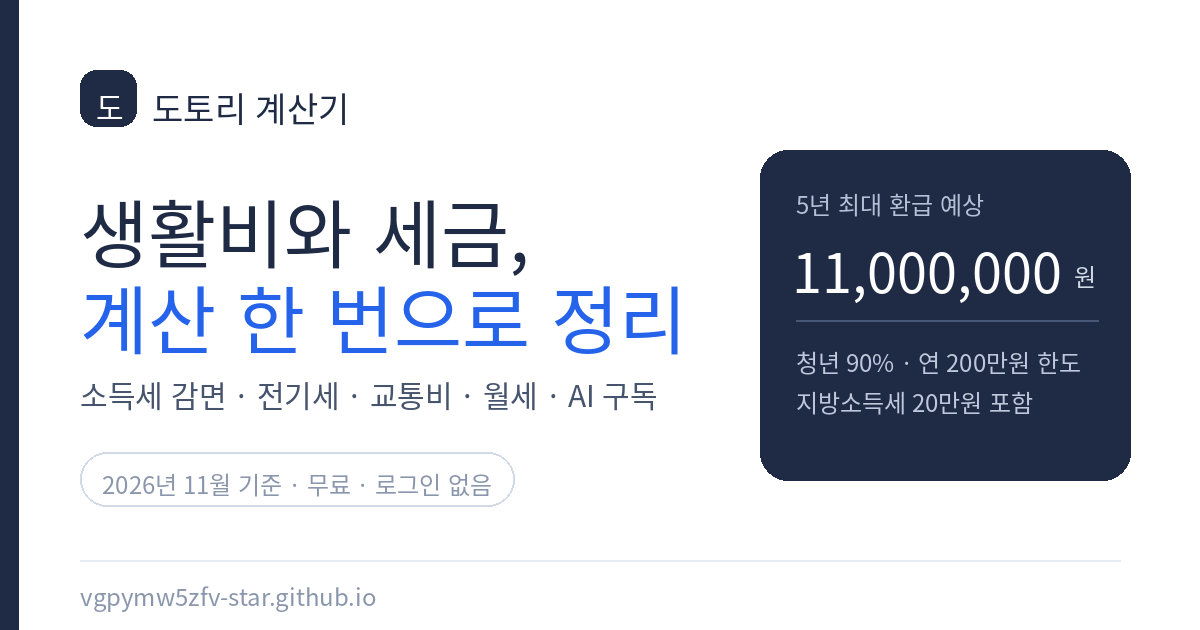 도 도토리 계산기
생활비와 세금,
계산 한 번으로 정리
소득세 감면 · 전기세 · 교통비 · 월세 · AI 구독
2026년 11월 기준 · 무료 · 로그인 없음
5년 최대 환급 예상
11,000,000 원
청년 90% · 연 200만원 한도
지방소득세 20만원 포함
vgpymw5zfv-star.github.io